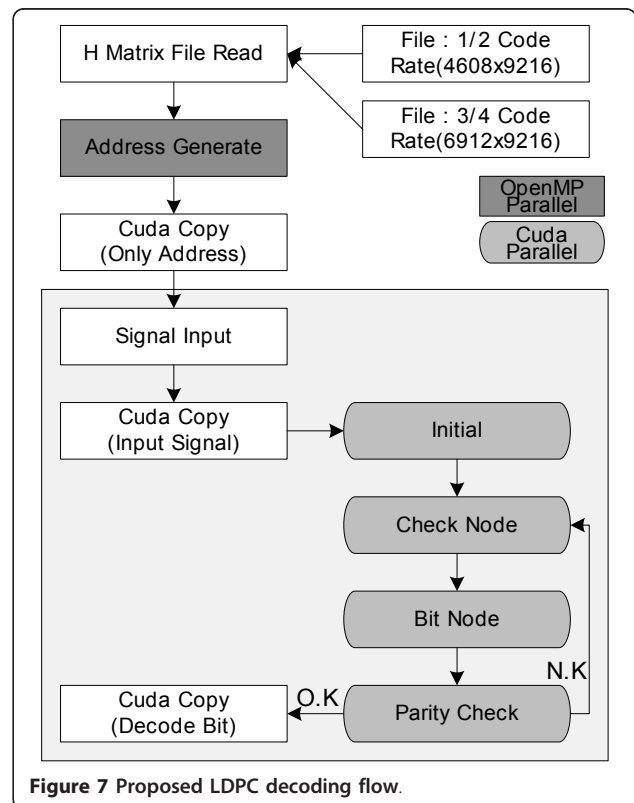 H Matrix File Read
File : 1/2 Code
Rate(4608x9216)
File : 3/4 Code
Rate(6912x9216)
Address Generate
OpenMP
Parallel
Cuda
Parallel
Cuda Copy
(Only Address)
Signal Input
Cuda Copy
(Input Signal)
Initial
Check Node
Bit Node
N.K
O.K
Parity Check
Cuda Copy
(Decode Bit)
Figure 7 Proposed LDPC decoding flow.